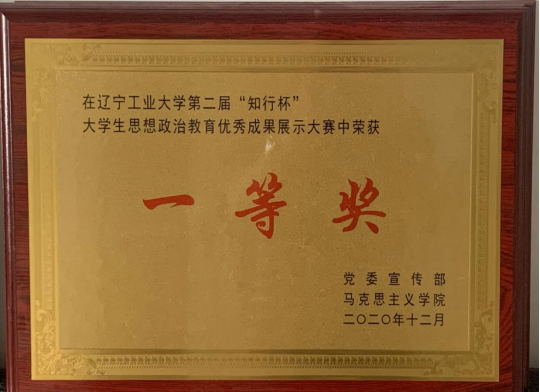 在辽宁工业大学第二届“知行杯”
大学生思想政治教育优秀成果展示大赛中荣获
一等奖
党委宣传部
马克思主义学院
二〇二〇年十二月